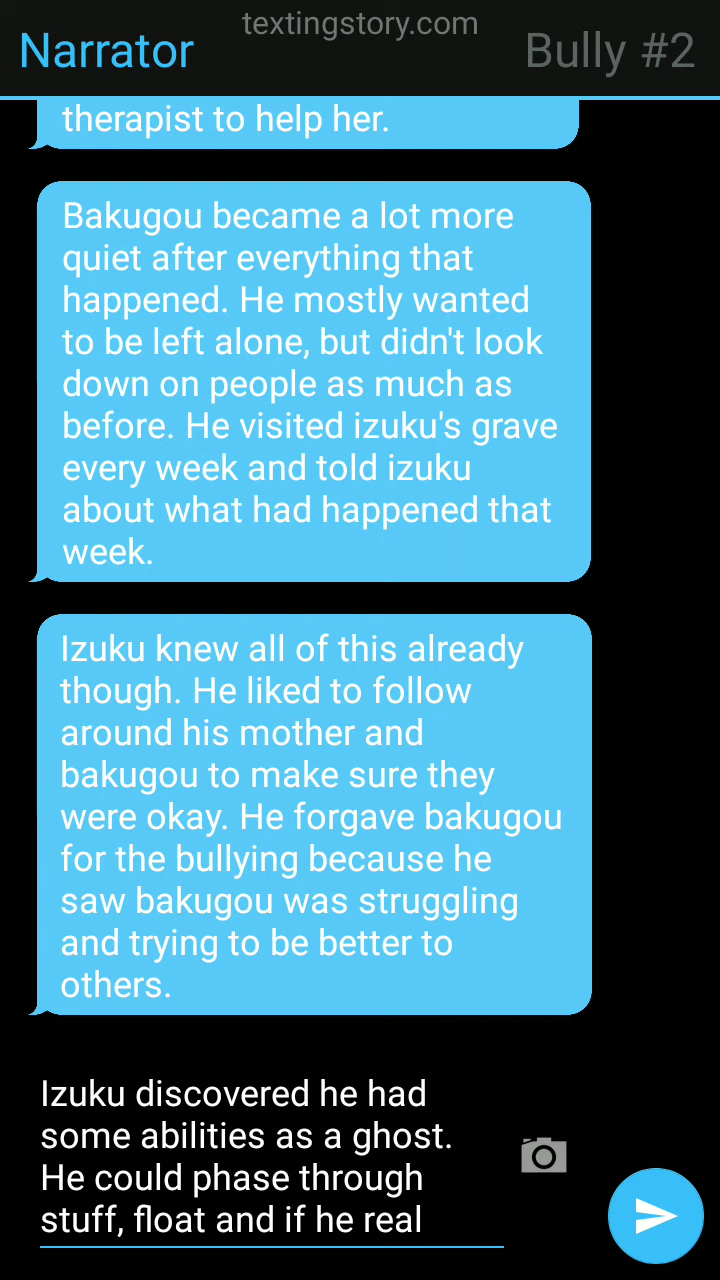 textingstory.com
Narrator
Bully #2
therapist to help her.
Bakugou became a lot more
quiet after everything that
happened. He mostly wanted
to be left alone, but didn't look
down on people as much as
before. He visited izuku's grave
every week and told izuku
about what had happened that
week.
Izuku knew all of this already
though. He liked to follow
around his mother and
bakugou to make sure they
were okay. He forgave bakugou
for the bullying because he
saw bakugou was struggling
and trying to be better to
others.
Izuku discovered he had
some abilities as a ghost.
He could phase through
stuff, float and if he real